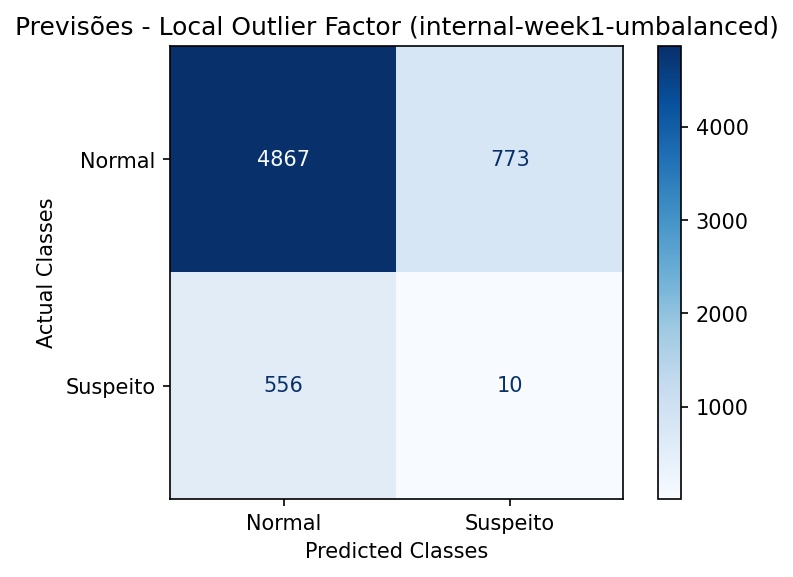 Previsões - Local Outlier Factor (internal-week1-umbalanced)
Actual Classes
Normal
4867
773
Suspeito
556
10
Normal
Suspeito
Predicted Classes
4000
3000
2000
1000